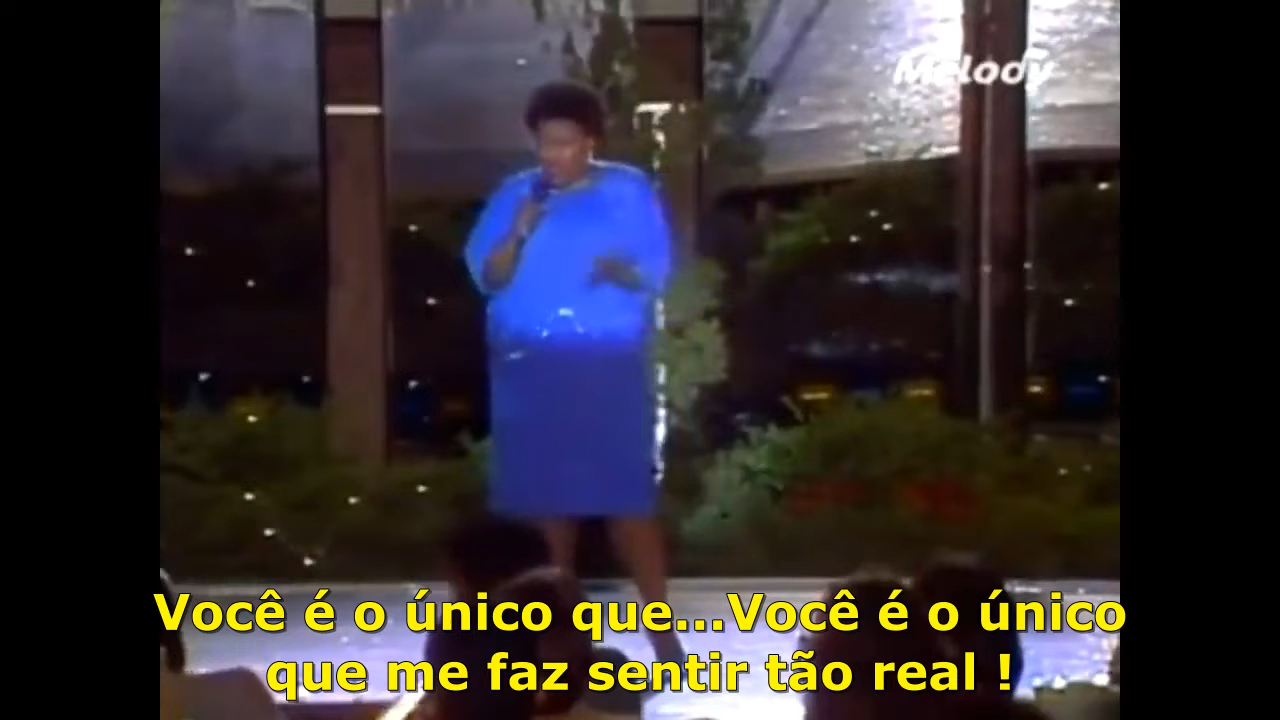 Melody
Você é o único que...Você é o único
que me faz sentir tão real !